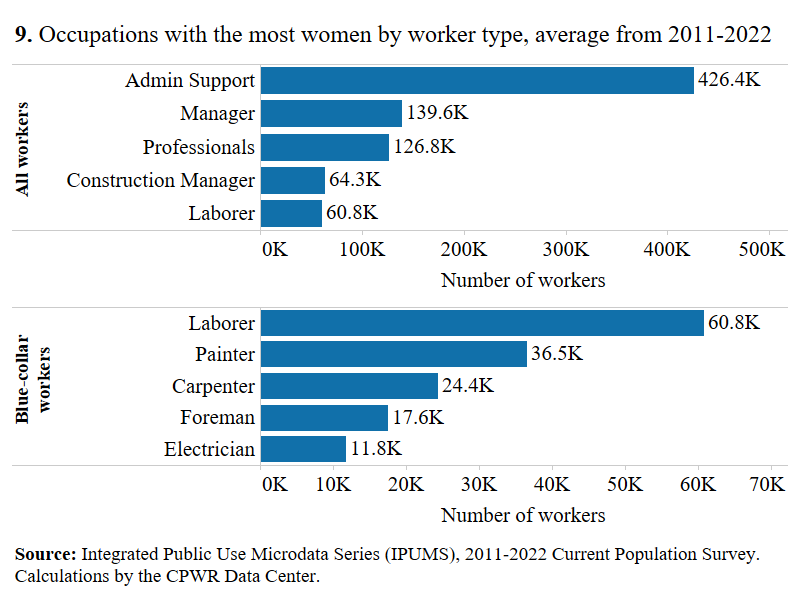 9. Occupations with the most women by worker type, average from 2011-2022
All workers
Admin Support 426.4K
Manager 139.6K
Professionals 126.8K
Construction Manager 64.3K
Laborer 60.8K
0K 100K 200K 300K 400K 500K
Number of workers
Blue-collar
workers
Laborer 60.8K
Painter 36.5K
Carpenter 24.4K
Foreman 17.6K
Electrician 11.8K
0K 10K 20K 30K 40K 50K 60K 70K
Number of workers
Source: Integrated Public Use Microdata Series (IPUMS), 2011-2022 Current Population Survey.
Calculations by the CPWR Data Center.